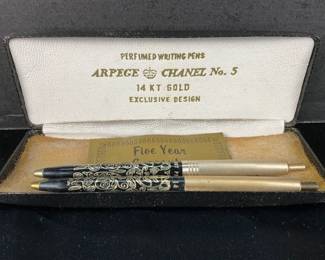 PERFUMED WRITING PENS
ARPEGE CHANEL No. 5
14 KT GOLD
EXCLUSIVE DESIGN
Five Year